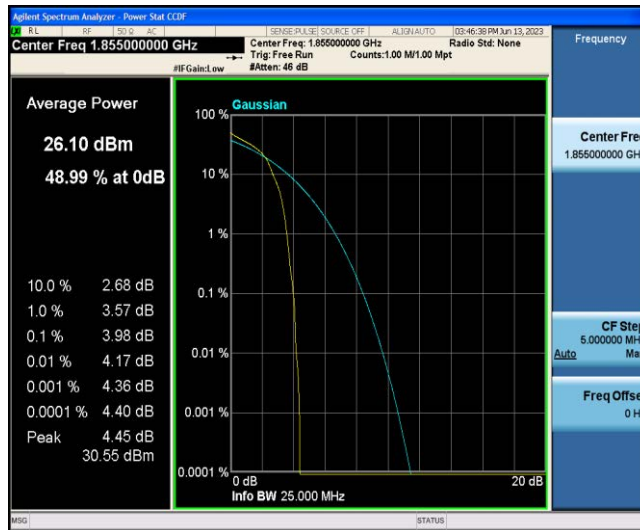 Agilent Spectrum Analyzer - Power Stat CCDF
RL RF 50 Ω AC SENSE:PULSE SOURCE OFF ALIGNAUTO 03:46:38 PM Jun 13, 2023
Center Freq 1.855000000 GHz
Center Freq: 1.855000000 GHz Radio Std: None
Trig: Free Run Counts:1.00 M/1.00 Mpt
#IFGain:Low #Atten: 46 dB
Frequency
Average Power
26.10 dBm
48.99 % at 0dB
10.0 % 2.68 dB
1.0 % 3.57 dB
0.1 % 3.98 dB
0.01 % 4.17 dB
0.001 % 4.36 dB
0.0001 % 4.40 dB
Peak 4.45 dB
30.55 dBm
Gaussian
100 %
10 %
1 %
0.1 %
0.01 %
0.001 %
0.0001 %
0 dB 20 dB
Info BW 25.000 MHz
Center Fre
1.855000000 GH
CF Ste
5.000000 MH
Auto Ma
Freq Offse
0 H
MSG STATUS